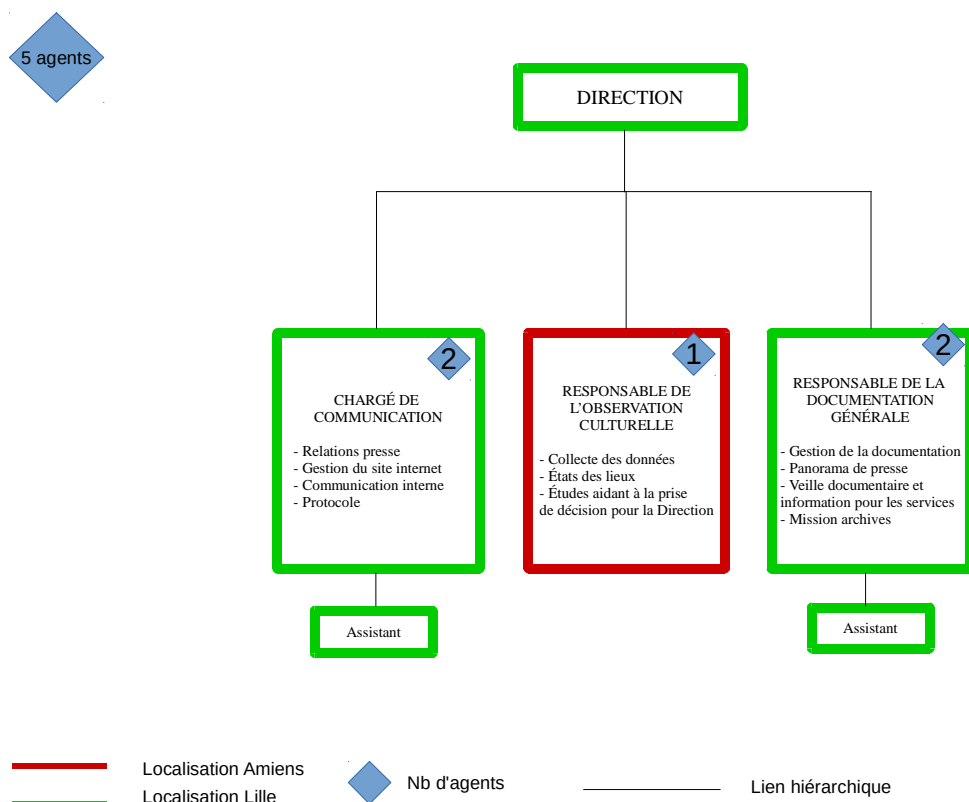 5 agents
DIRECTION
2
CHARGÉ DE
COMMUNICATION
- Relations presse
- Gestion du site internet
- Communication interne
- Protocole
1
RESPONSABLE DE
L'OBSERVATION
CULTURELLE
- Collecte des données
- États des lieux
- Études aidant à la prise
de décision pour la Direction
2
RESPONSABLE DE LA
DOCUMENTATION
GÉNÉRALE
- Gestion de la documentation
- Panorama de presse
- Veille documentaire et
information pour les services
- Mission archives
Assistant
Assistant
Localisation Amiens
Localisation Lille
Nb d'agents
Lien hiérarchique